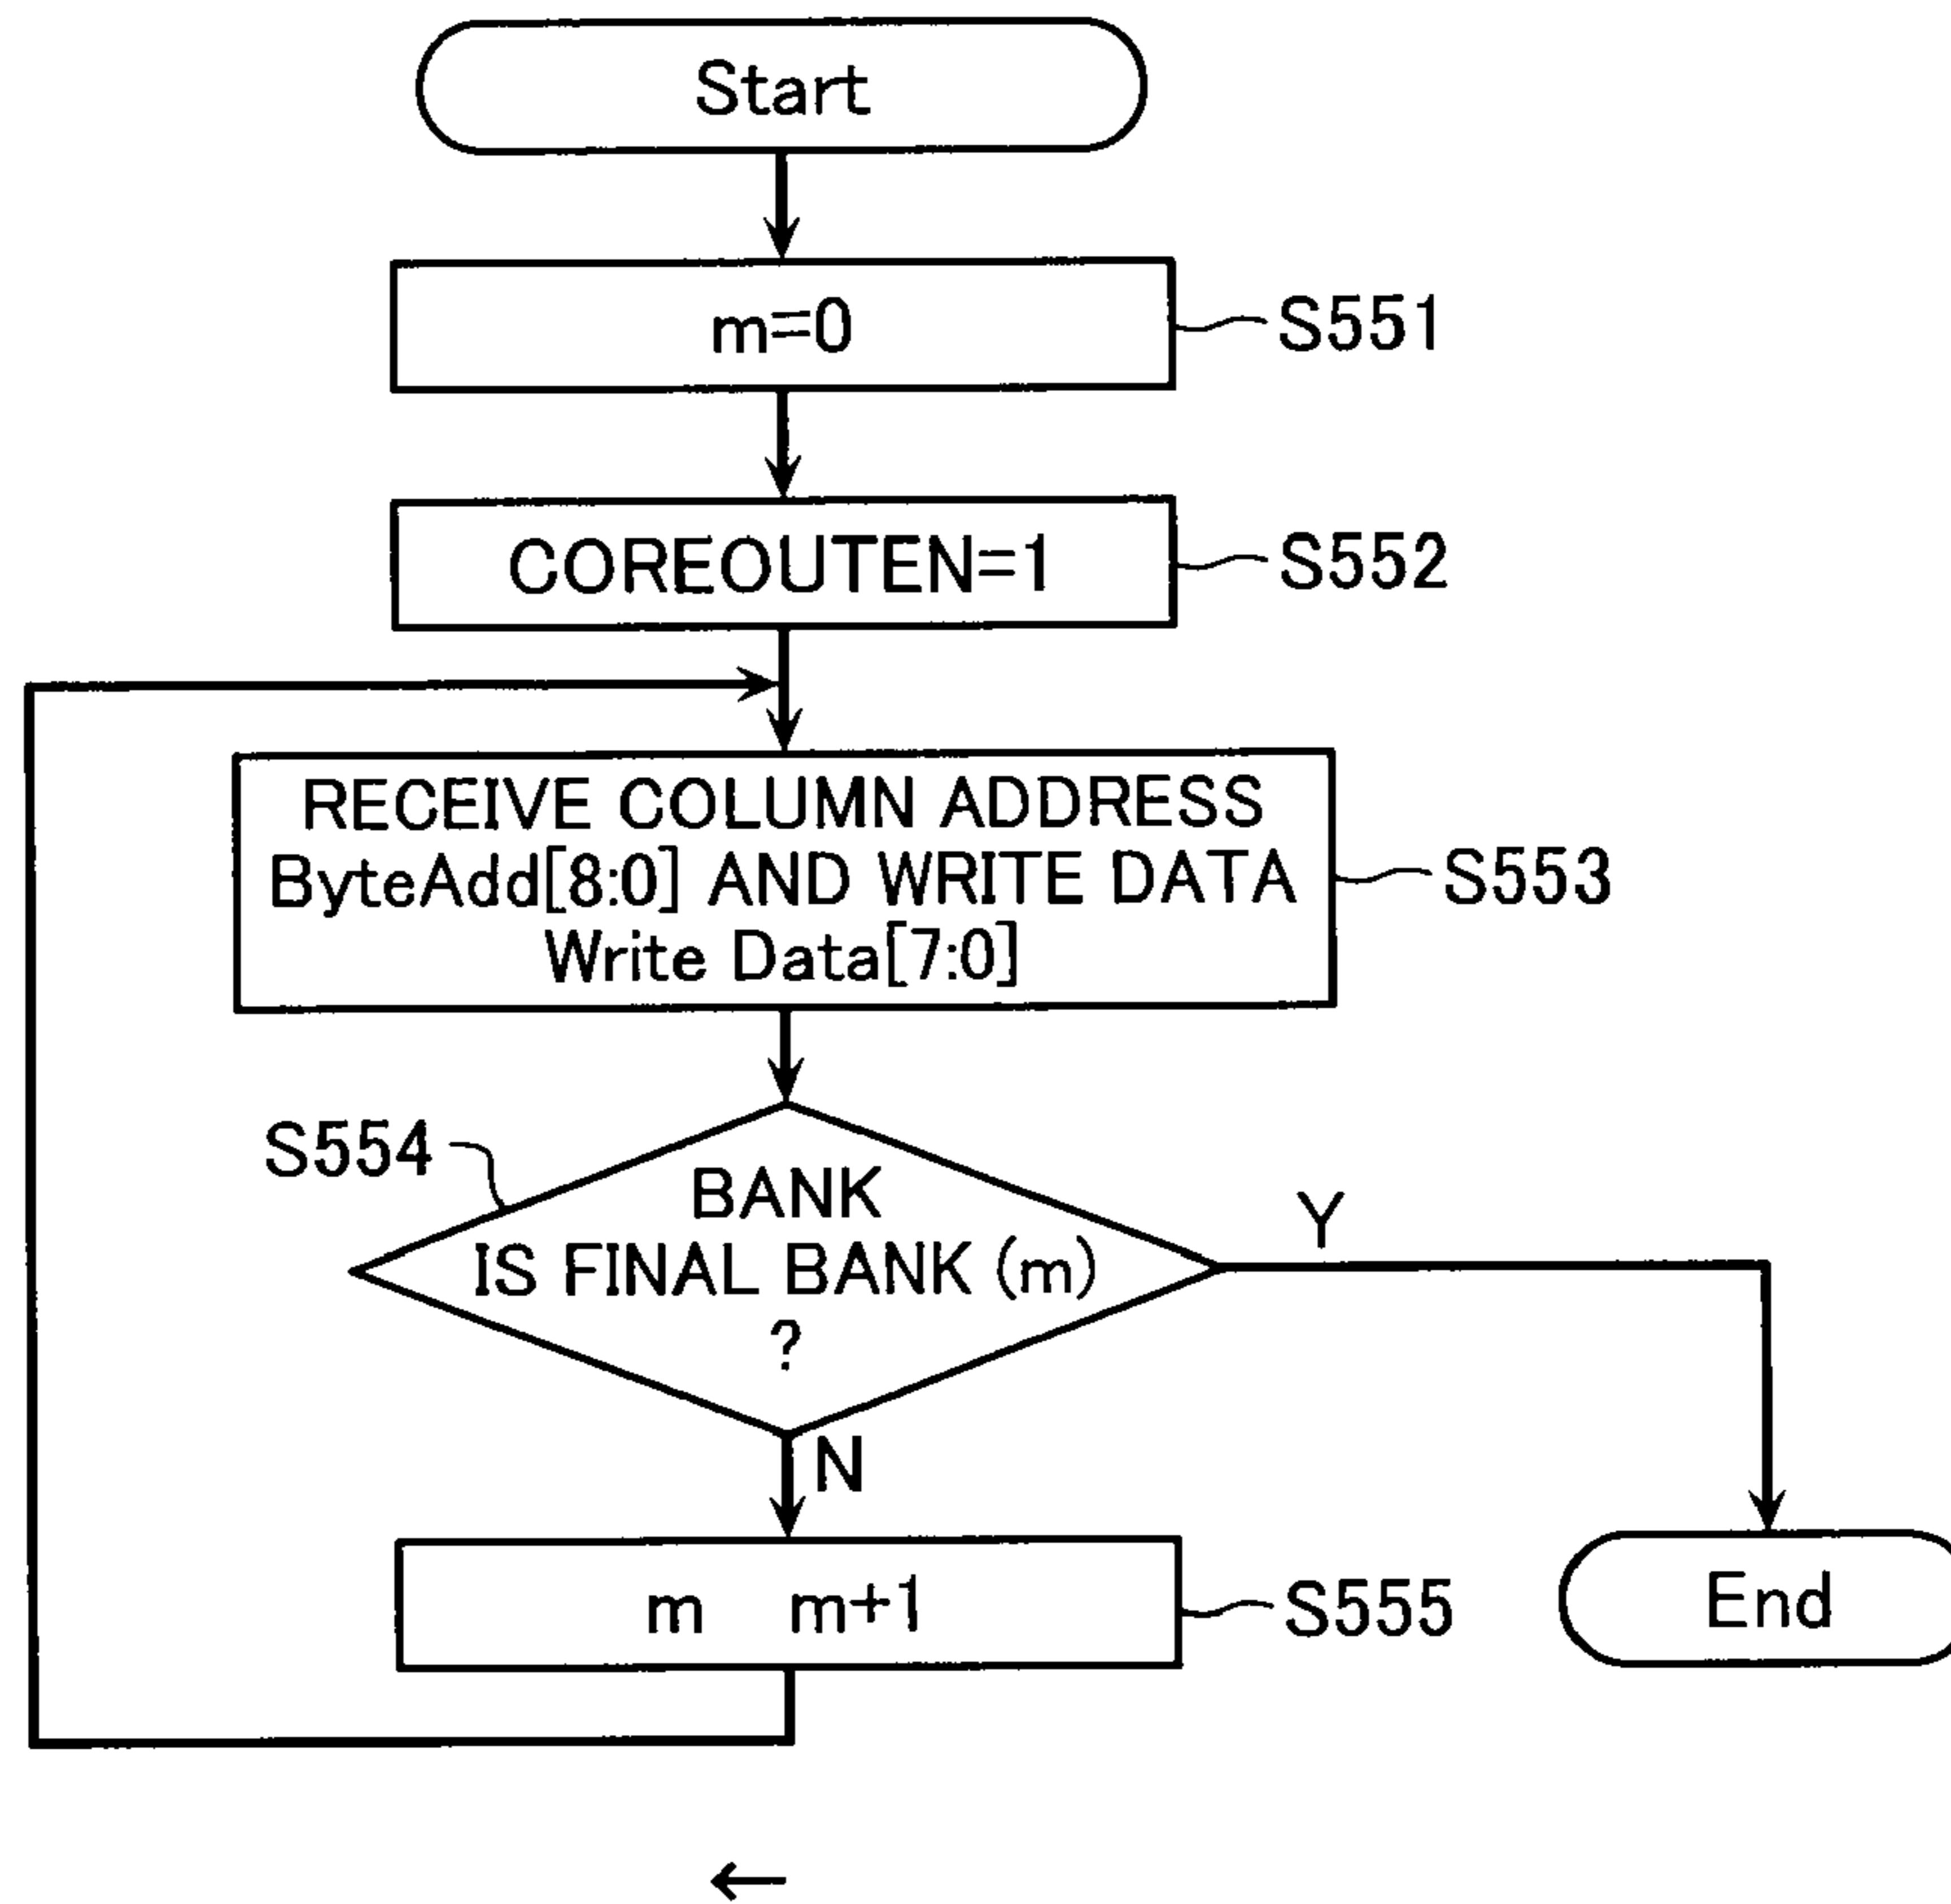 Start
m=0
S551
COREOUTEN=1
S552
RECEIVE COLUMN ADDRESS
ByteAdd[8:0] AND WRITE DATA
Write Data[7:0]
S553
S554
BANK
IS FINAL BANK (m)
?
Y
N
m m+1
S555
End
←